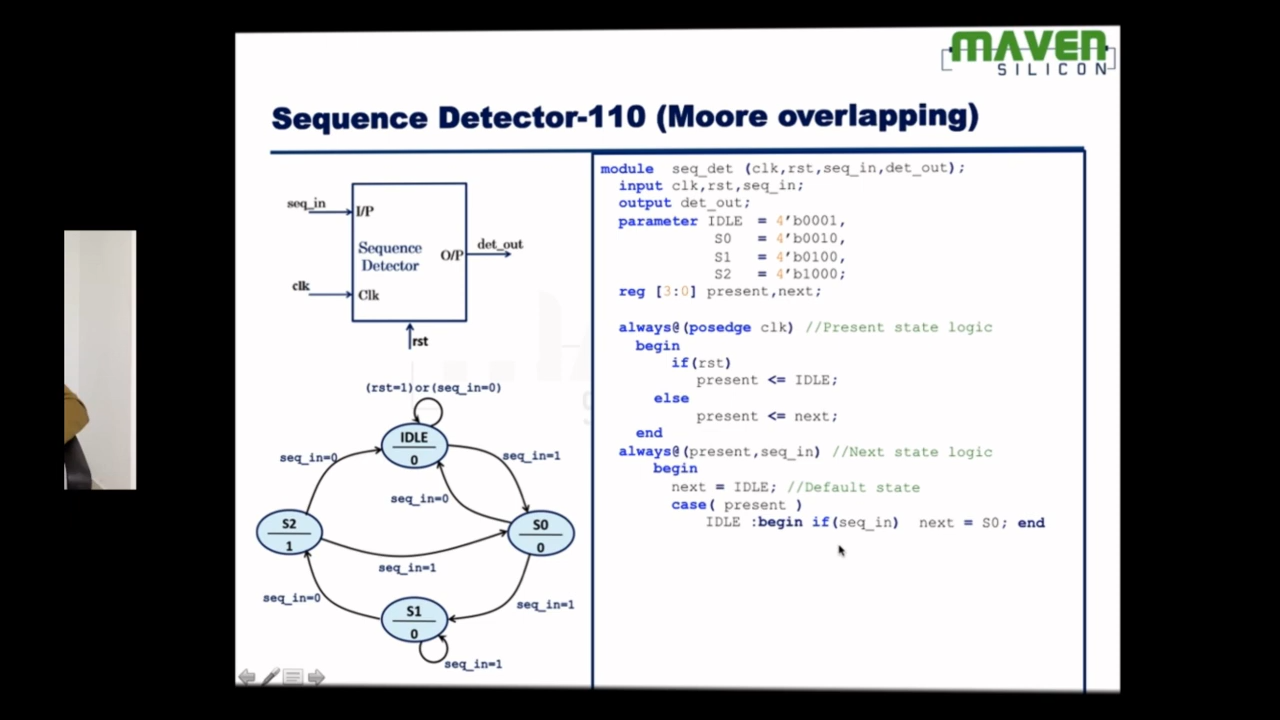 MAVEN
SILICON
Sequence Detector-110 (Moore overlapping)
seq_in
I/P
Sequence
Detector
O/P
det_out
clk
Clk
rst
(rst=1)or(seq_in=0)
IDLE
0
seq_in=0
seq_in=1
seq_in=0
S2
1
S0
0
seq_in=1
seq_in=0
seq_in=1
S1
0
seq_in=1
module seq_det (clk,rst,seq_in,det_out);
input clk,rst,seq_in;
output det_out;
parameter IDLE = 4'b0001,
S0 = 4'b0010,
S1 = 4'b0100,
S2 = 4'b1000;
reg [3:0] present,next;
always@(posedge clk) //Present state logic
begin
if(rst)
present <= IDLE;
else
present <= next;
end
always@(present,seq_in) //Next state logic
begin
next = IDLE; //Default state
case( present )
IDLE :begin if(seq_in) next = S0; end